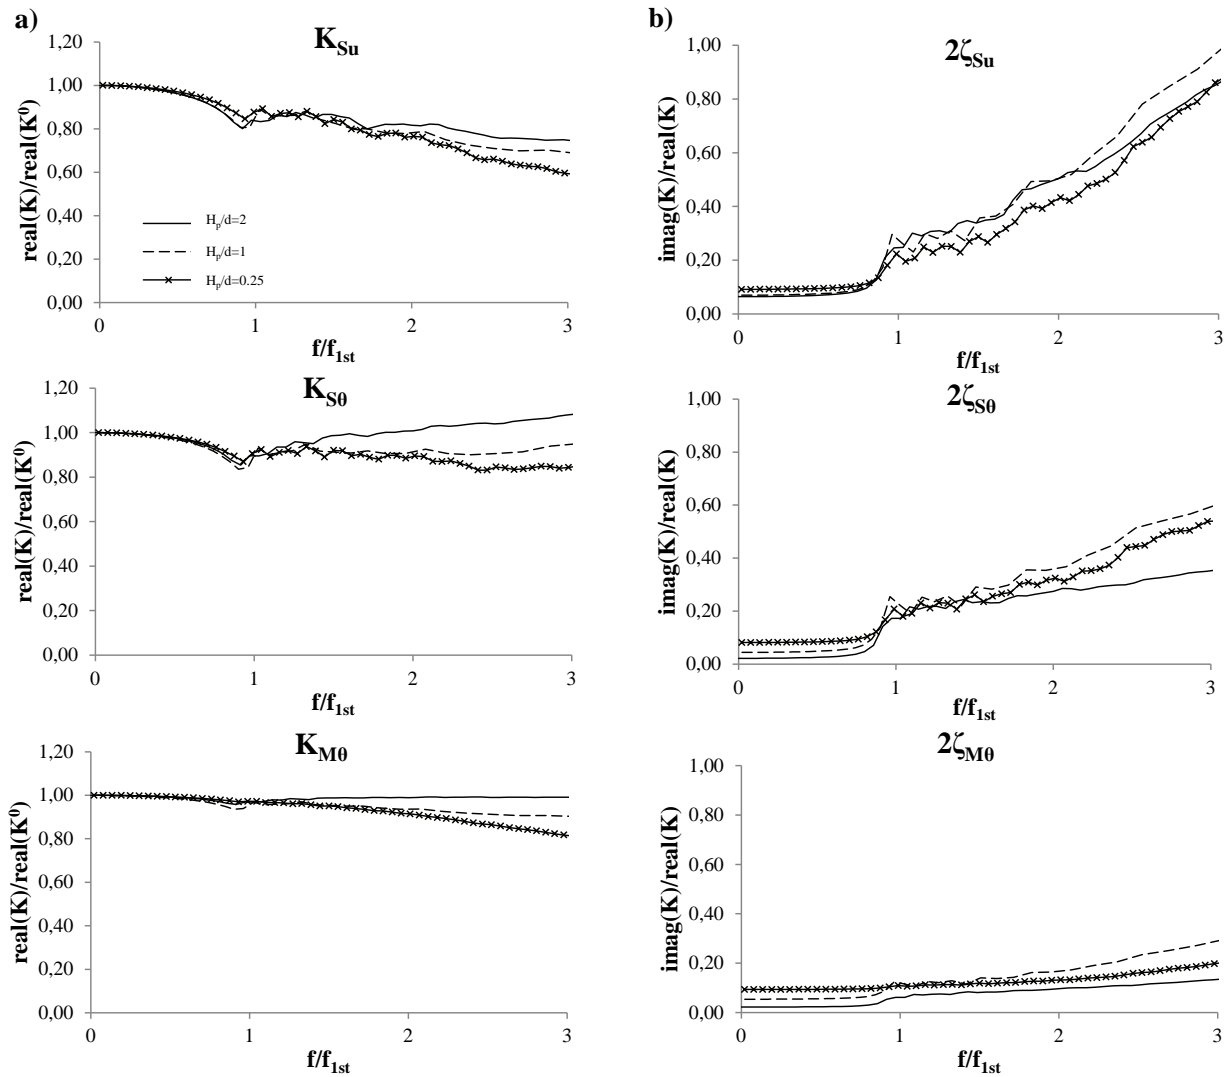 a)
K_Su
real(K)/real(K⁰)
1,20
1,00
0,80
0,60
0,40
0,20
0,00
H_p/d=2
H_p/d=1
H_p/d=0.25
0 1 2 3
f/f_1st
b)
2ζ_Su
imag(K)/real(K)
1,00
0,80
0,60
0,40
0,20
0,00
0 1 2 3
f/f_1st
K_Sθ
real(K)/real(K⁰)
1,20
1,00
0,80
0,60
0,40
0,20
0,00
0 1 2 3
f/f_1st
2ζ_Sθ
imag(K)/real(K)
1,00
0,80
0,60
0,40
0,20
0,00
0 1 2 3
f/f_1st
K_Mθ
real(K)/real(K⁰)
1,20
1,00
0,80
0,60
0,40
0,20
0,00
0 1 2 3
f/f_1st
2ζ_Mθ
imag(K)/real(K)
1,00
0,80
0,60
0,40
0,20
0,00
0 1 2 3
f/f_1st